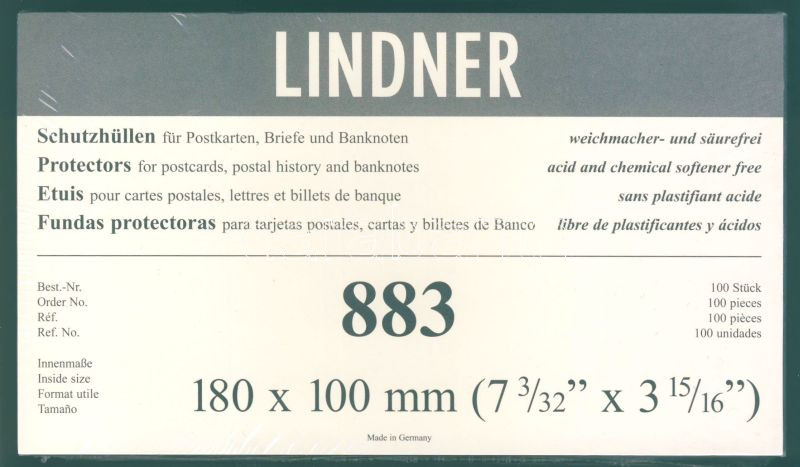 LINDNER
Schutzhüllen für Postkarten, Briefe und Banknoten weichmacher- und säurefrei
Protectors for postcards, postal history and banknotes acid and chemical softener free
Etuis pour cartes postales, lettres et billets de banque sans plastifiant acide
Fundas protectoras para tarjetas postales, cartas y billetes de Banco libre de plastificantes y ácidos
Best.-Nr. 100 Stück
Order No. 100 pieces
Réf. 883 100 pièces
Ref. No. 100 unidades
Innenmaße
Inside size
Format utile 180 x 100 mm (7 3/32” x 3 15/16”)
Tamaño
Made in Germany